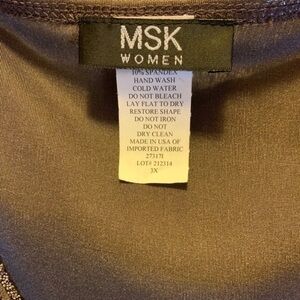 MSK
WOMEN
10% SPANDEX
HAND WASH
COLD WATER
DO NOT BLEACH
LAY FLAT TO DRY
RESTORE SHAPE
DO NOT IRON
DO NOT
DRY CLEAN
MADE IN USA OF
IMPORTED FABRIC
27317I
LOT# 212314
3X